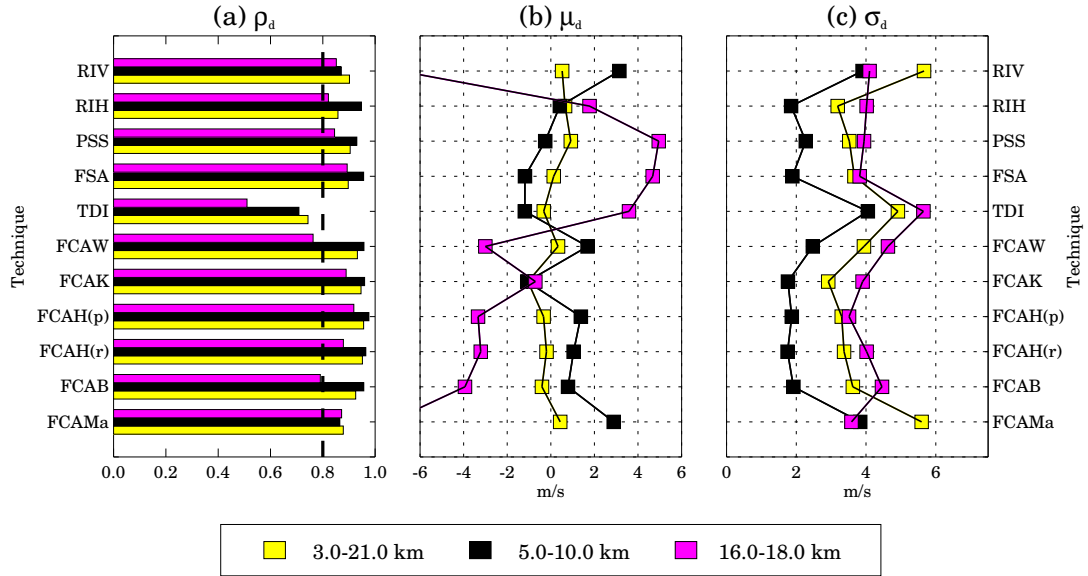 (a) ρd
(b) μd
(c) σd
Technique
RIV
RIH
PSS
FSA
TDI
FCAW
FCAK
FCAH(p)
FCAH(r)
FCAB
FCAMa
0.0 0.2 0.4 0.6 0.8 1.0
-6 -4 -2 0 2 4 6
m/s
0 2 4 6
m/s
RIV
RIH
PSS
FSA
TDI
FCAW
FCAK
FCAH(p)
FCAH(r)
FCAB
FCAMa
Technique
3.0-21.0 km 5.0-10.0 km 16.0-18.0 km